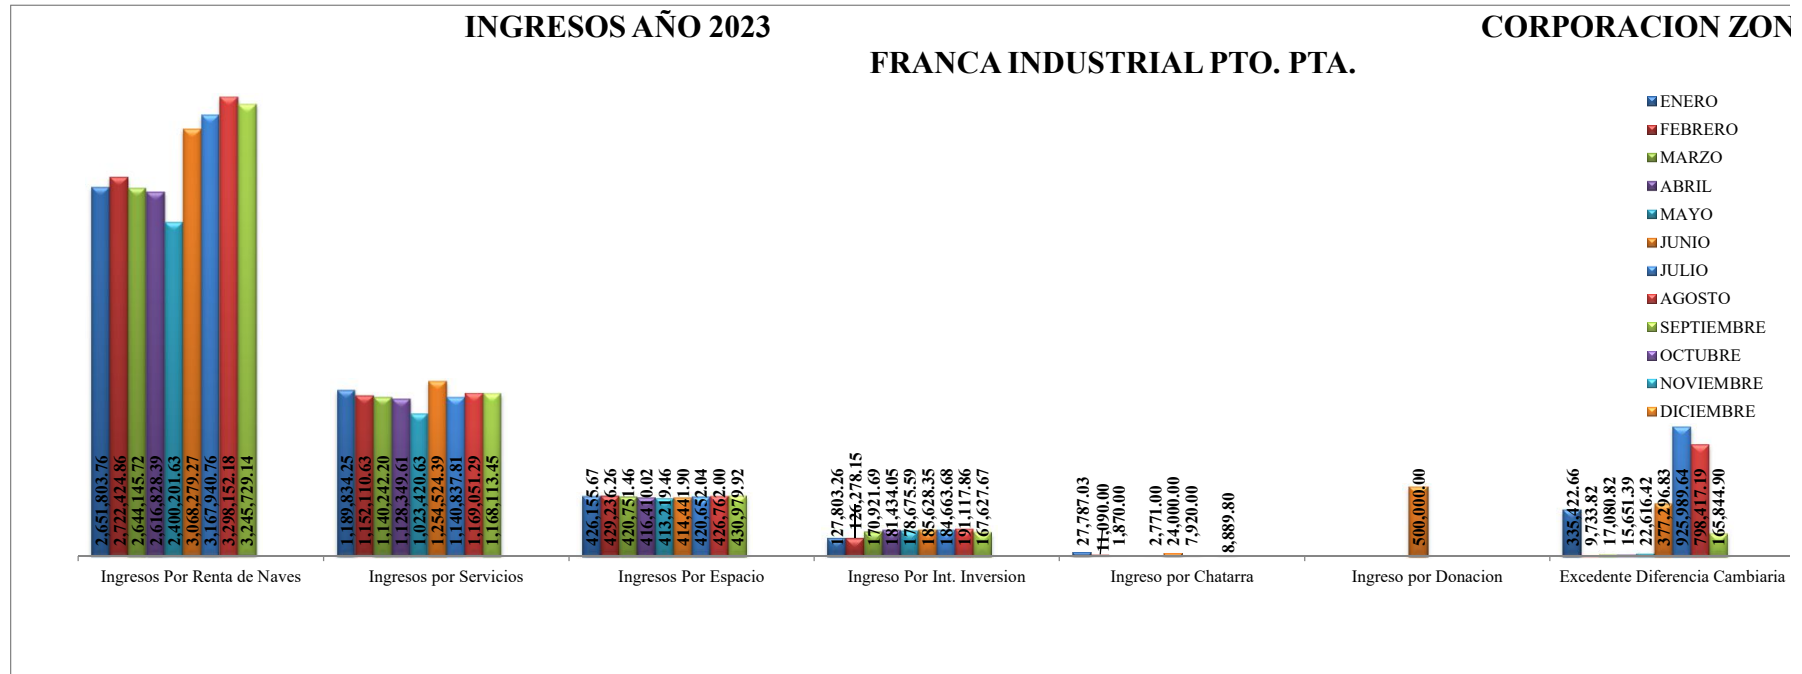 INGRESOS AÑO 2023 CORPORACION ZON
FRANCA INDUSTRIAL PTO. PTA.
ENERO
FEBRERO
MARZO
ABRIL
MAYO
JUNIO
JULIO
AGOSTO
SEPTIEMBRE
OCTUBRE
NOVIEMBRE
DICIEMBRE
2,651,803.76
2,722,424.86
2,644,145.72
2,616,828.39
2,400,201.63
3,068,279.27
3,167,940.76
3,298,152.18
3,245,729.14
1,189,834.25
1,152,110.63
1,140,242.20
1,128,349.61
1,023,420.63
1,254,524.39
1,140,837.81
1,169,051.29
1,168,113.45
426,155.67
429,236.26
420,751.46
416,410.02
413,219.46
414,441.90
420,652.04
426,762.00
430,979.92
127,803.26
126,278.15
170,921.69
181,434.05
178,675.59
185,628.35
184,663.68
191,117.86
167,627.67
27,787.03
11,090.00
1,870.00
2,771.00
24,000.00
7,920.00
8,889.80
500,000.00
335,422.66
9,733.82
17,080.82
15,651.39
22,616.42
377,296.83
925,989.64
798,417.19
165,844.90
Ingresos Por Renta de Naves
Ingresos por Servicios
Ingresos Por Espacio
Ingreso Por Int. Inversion
Ingreso por Chatarra
Ingreso por Donacion
Excedente Diferencia Cambiaria